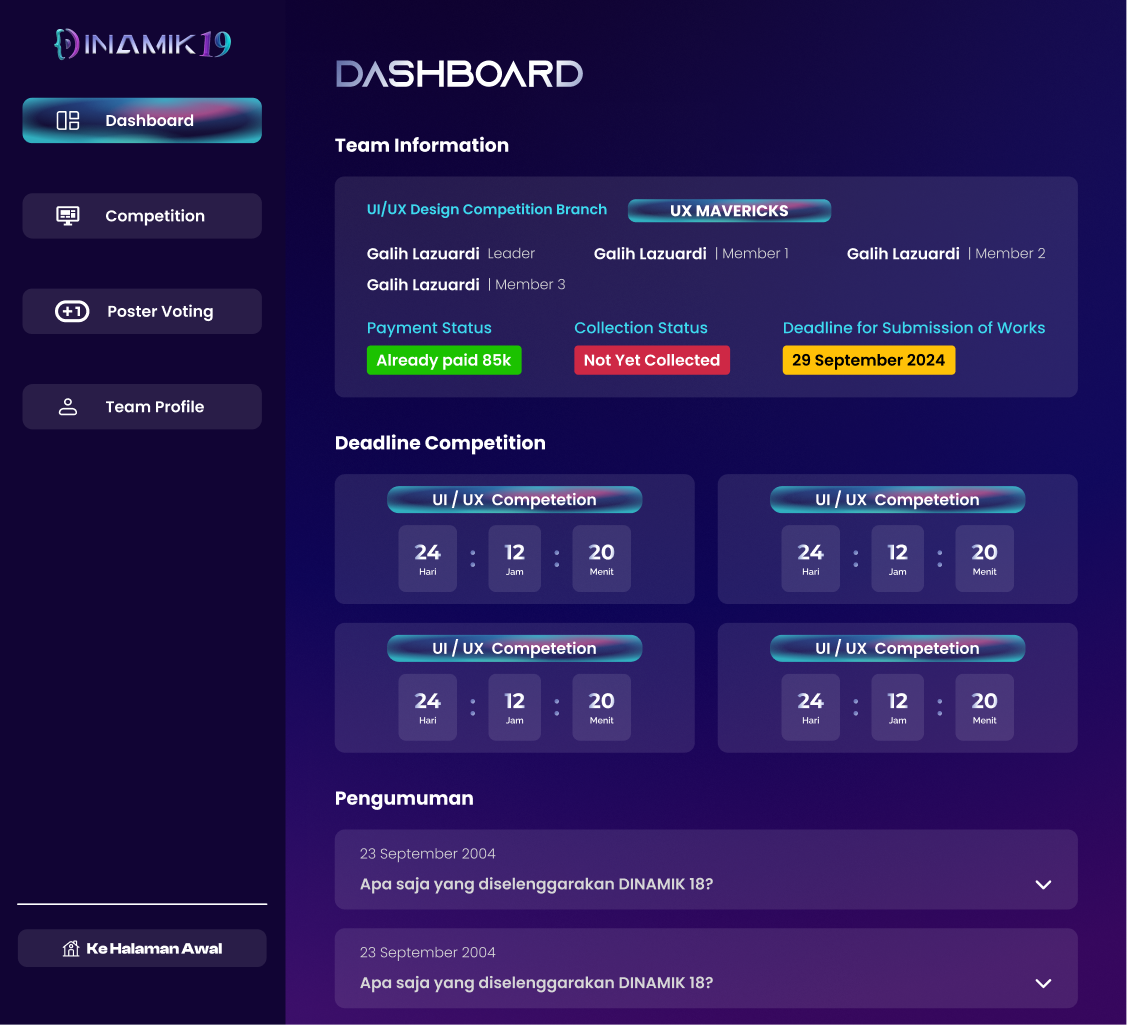 DINAMIK 19
Dashboard
Competition
+1 Poster Voting
Team Profile
Ke Halaman Awal
DASHBOARD
Team Information
UI/UX Design Competition Branch UX MAVERICKS
Galih Lazuardi Leader Galih Lazuardi | Member 1 Galih Lazuardi | Member 2
Galih Lazuardi | Member 3
Payment Status Collection Status Deadline for Submission of Works
Already paid 85k Not Yet Collected 29 September 2024
Deadline Competition
UI / UX Competetion
24 : 12 : 20
Hari Jam Menit
UI / UX Competetion
24 : 12 : 20
Hari Jam Menit
UI / UX Competetion
24 : 12 : 20
Hari Jam Menit
UI / UX Competetion
24 : 12 : 20
Hari Jam Menit
Pengumuman
23 September 2004
Apa saja yang diselenggarakan DINAMIK 18?
23 September 2004
Apa saja yang diselenggarakan DINAMIK 18?